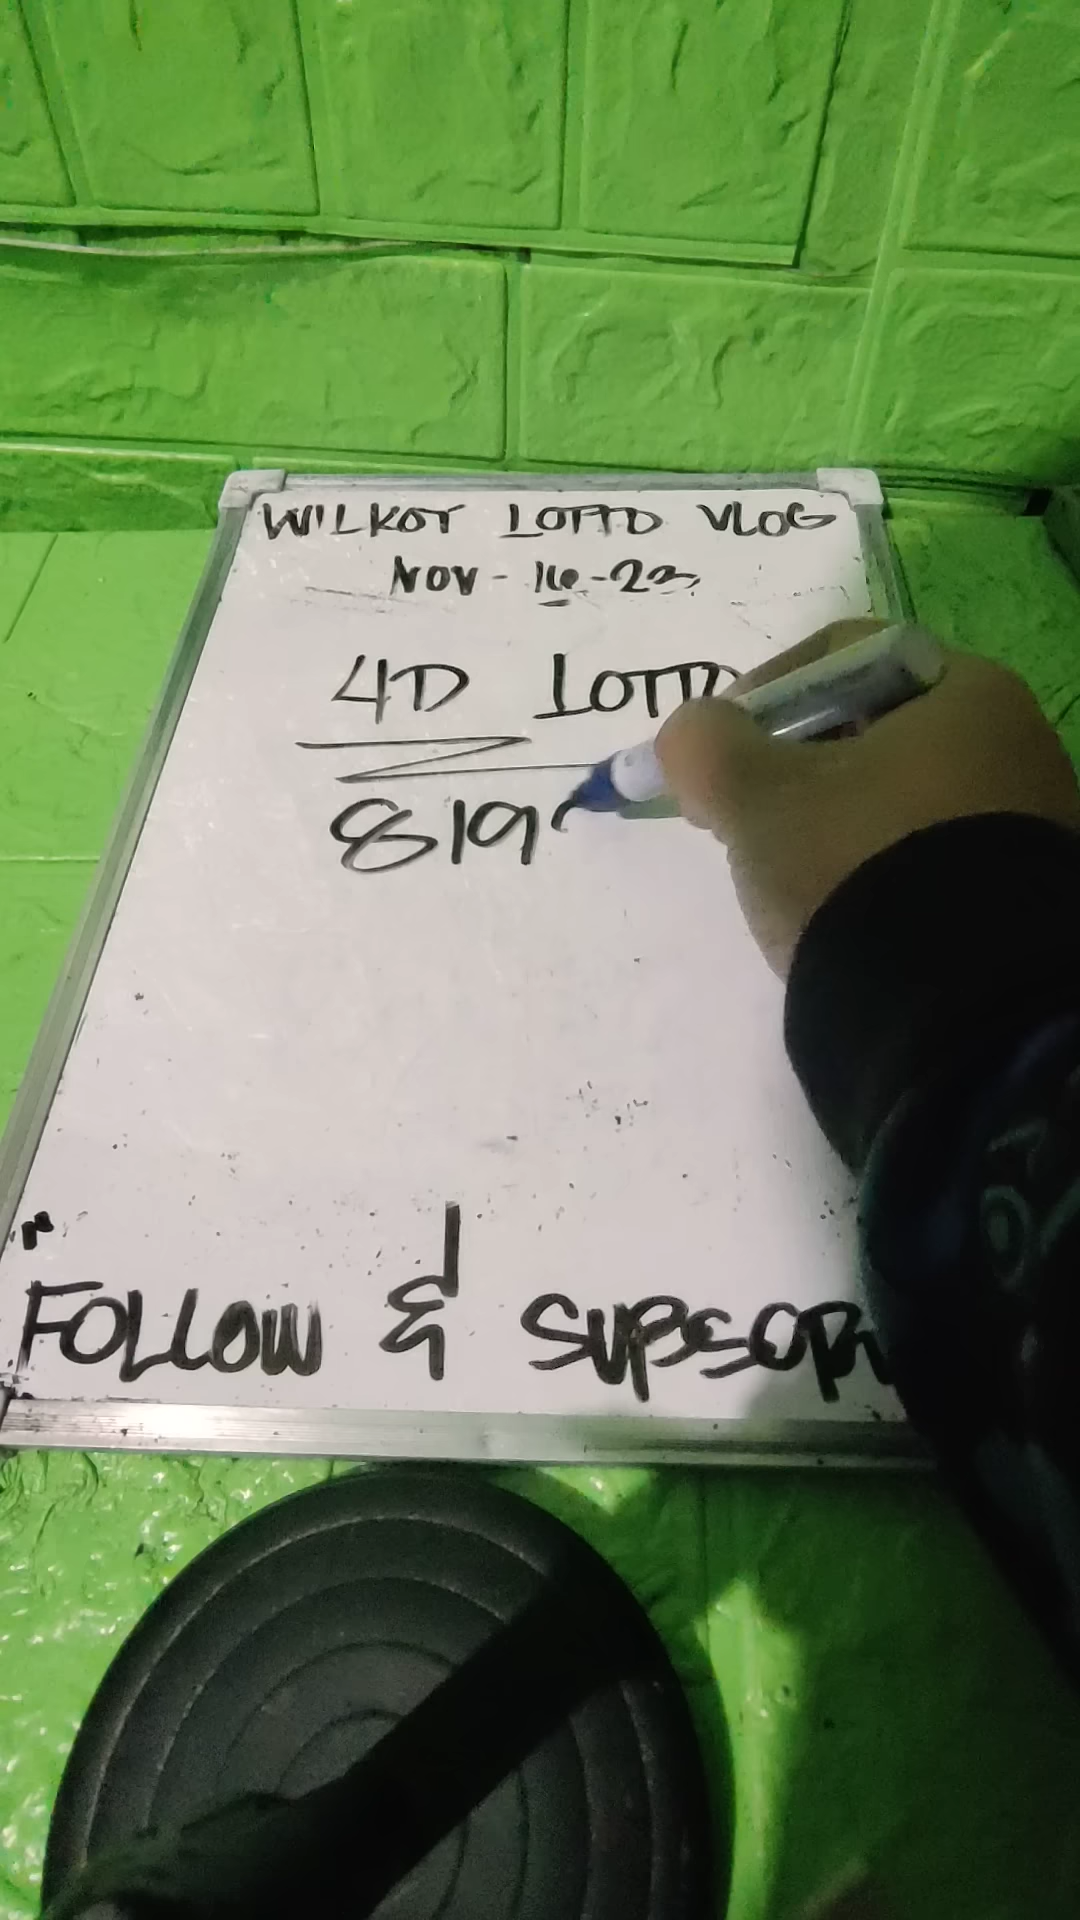 WILKOT LOTTO VLOG
NOV - 16 - 23
4D LOTTO
819
FOLLOW & SUBSCRI